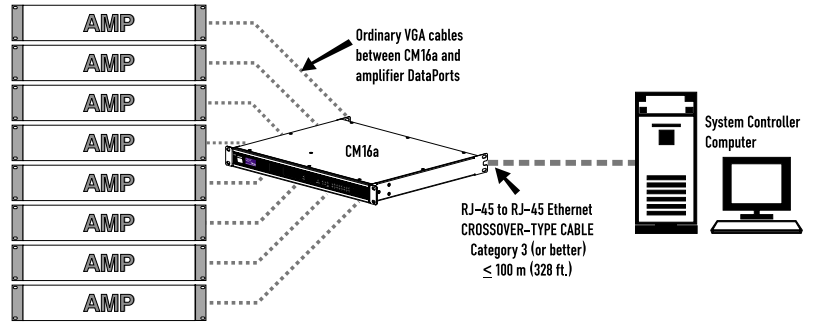 AMP
AMP
AMP
AMP
AMP
AMP
AMP
AMP
Ordinary VGA cables
between CM16a and
amplifier DataPorts
CM16a
System Controller
Computer
RJ-45 to RJ-45 Ethernet
CROSSOVER-TYPE CABLE
Category 3 (or better)
≤ 100 m (328 ft.)